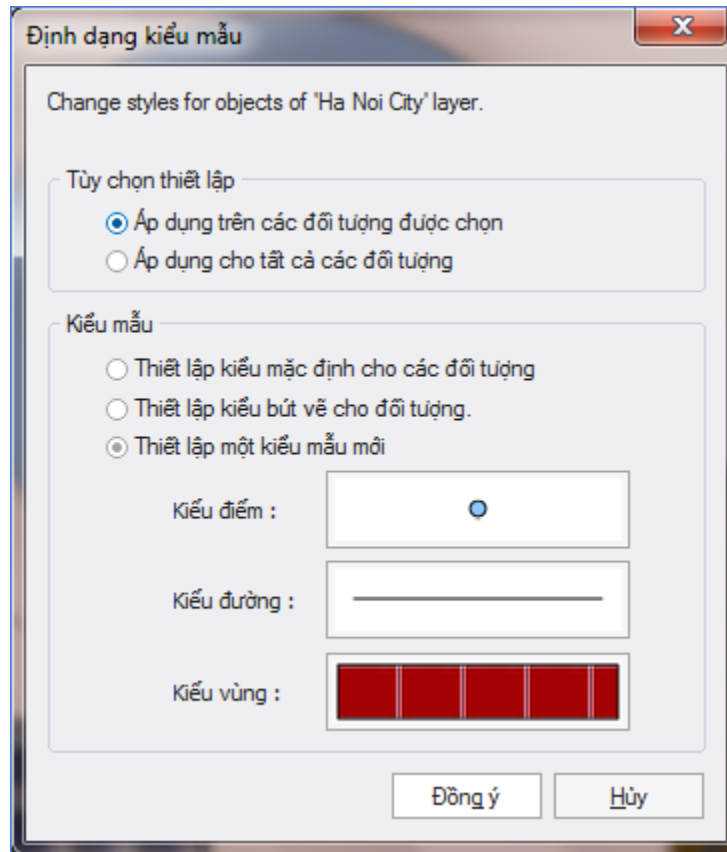 Định dạng kiểu mẫu
Change styles for objects of 'Ha Noi City' layer.
Tùy chọn thiết lập
Áp dụng trên các đối tượng được chọn
Áp dụng cho tất cả các đối tượng
Kiểu mẫu
Thiết lập kiểu mặc định cho các đối tượng
Thiết lập kiểu bút vẽ cho đối tượng.
Thiết lập một kiểu mẫu mới
Kiểu điểm :
Kiểu đường :
Kiểu vùng :
Đồng ý
Hủy